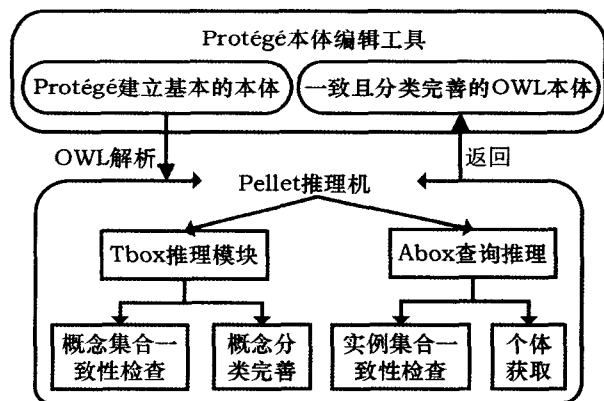 Protégé本体编辑工具
Protégé建立基本的本体
一致且分类完善的OWL本体
OWL解析
返回
Pellet推理机
Tbox推理模块
Abox查询推理
概念集合一
致性检查
概念分
类完善
实例集合一
致性检查
个体
获取